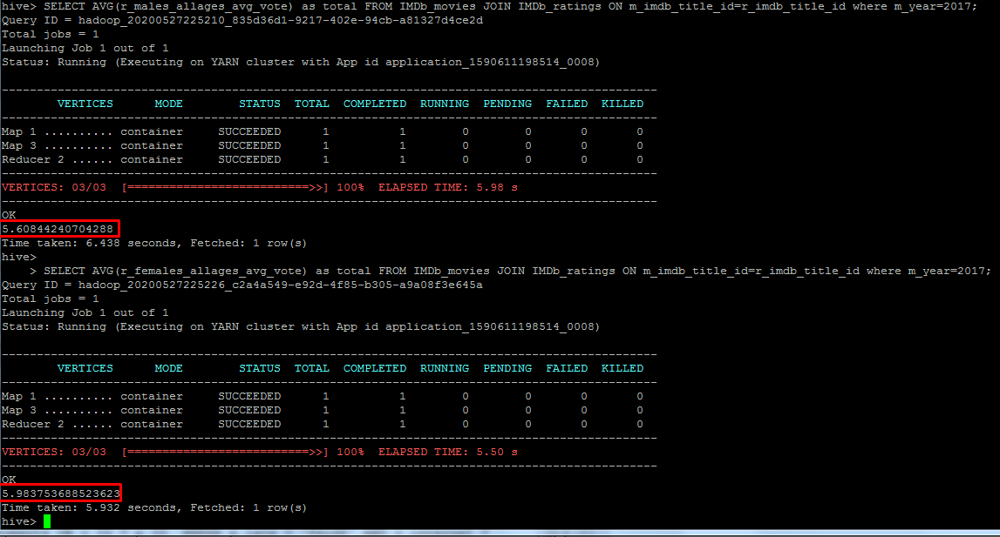 hive> SELECT AVG(r_males_allages_avg_vote) as total FROM IMDb_movies JOIN IMDb_ratings ON m_imdb_title_id=r_imdb_title_id where m_year=2017;
Query ID = hadoop_20200527225210_835d36d1-9217-402e-94cb-a81327d4ce2d
Total jobs = 1
Launching Job 1 out of 1
Status: Running (Executing on YARN cluster with App id application_1590611198514_0008)
----------------------------------------------------------------------------------------------
VERTICES MODE STATUS TOTAL COMPLETED RUNNING PENDING FAILED KILLED
----------------------------------------------------------------------------------------------
Map 1 .......... container SUCCEEDED 1 1 0 0 0 0
Map 3 .......... container SUCCEEDED 1 1 0 0 0 0
Reducer 2 ...... container SUCCEEDED 1 1 0 0 0 0
----------------------------------------------------------------------------------------------
VERTICES: 03/03 [==========================>>] 100% ELAPSED TIME: 5.98 s
----------------------------------------------------------------------------------------------
OK
5.60844240704288
Time taken: 6.438 seconds, Fetched: 1 row(s)
hive>
> SELECT AVG(r_females_allages_avg_vote) as total FROM IMDb_movies JOIN IMDb_ratings ON m_imdb_title_id=r_imdb_title_id where m_year=2017;
Query ID = hadoop_20200527225226_c2a4a549-e92d-4f85-b305-a9a08f3e645a
Total jobs = 1
Launching Job 1 out of 1
Status: Running (Executing on YARN cluster with App id application_1590611198514_0008)
----------------------------------------------------------------------------------------------
VERTICES MODE STATUS TOTAL COMPLETED RUNNING PENDING FAILED KILLED
----------------------------------------------------------------------------------------------
Map 1 .......... container SUCCEEDED 1 1 0 0 0 0
Map 3 .......... container SUCCEEDED 1 1 0 0 0 0
Reducer 2 ...... container SUCCEEDED 1 1 0 0 0 0
----------------------------------------------------------------------------------------------
VERTICES: 03/03 [==========================>>] 100% ELAPSED TIME: 5.50 s
----------------------------------------------------------------------------------------------
OK
5.983753688523623
Time taken: 5.932 seconds, Fetched: 1 row(s)
hive>